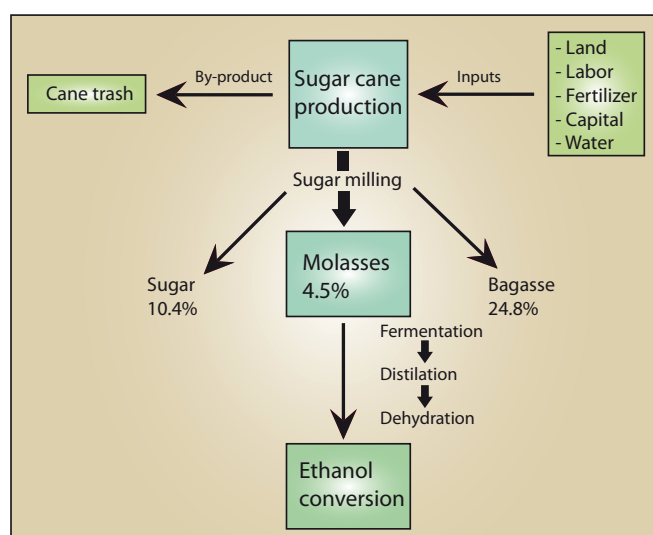 Cane trash
By-product
Sugar cane
production
Inputs
- Land
- Labor
- Fertilizer
- Capital
- Water
Sugar milling
Sugar
10.4%
Molasses
4.5%
Bagasse
24.8%
Fermentation
Distilation
Dehydration
Ethanol
conversion